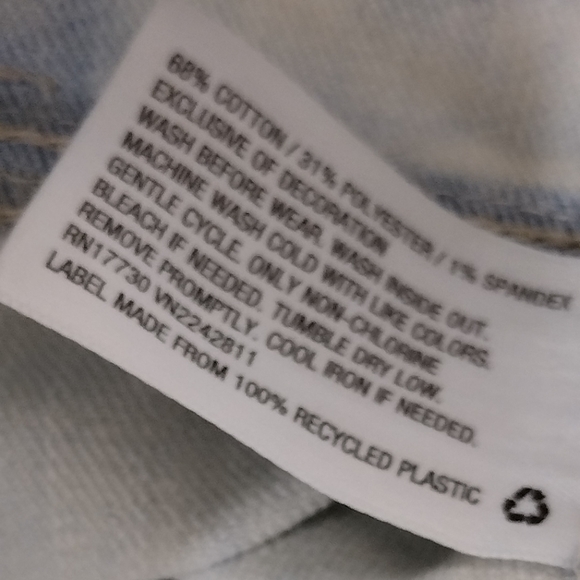 68% COTTON / 31% POLYESTER / 1% SPANDEX
EXCLUSIVE OF DECORATION
WASH BEFORE WEAR. WASH INSIDE OUT.
MACHINE WASH COLD WITH LIKE COLORS.
GENTLE CYCLE. ONLY NON-CHLORINE
BLEACH IF NEEDED. TUMBLE DRY LOW.
REMOVE PROMPTLY. COOL IRON IF NEEDED.
RN17730 VN2242811
LABEL MADE FROM 100% RECYCLED PLASTIC